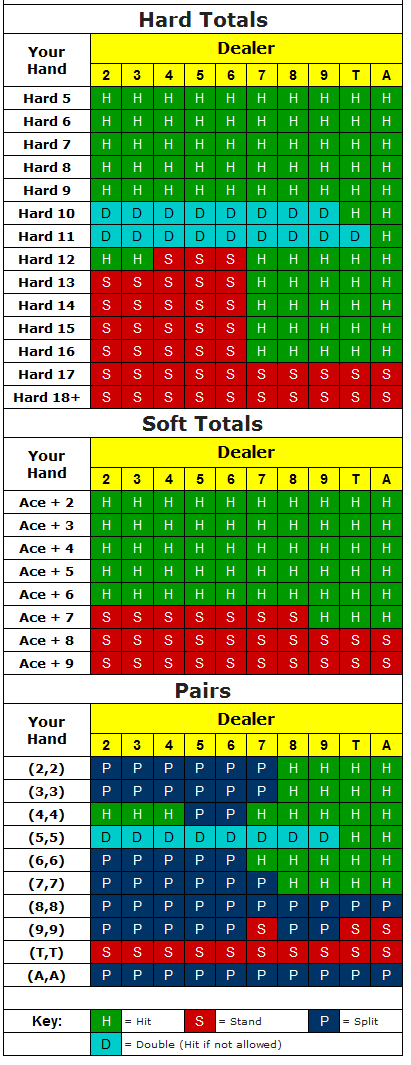 Hard Totals
Your Hand Dealer
2 3 4 5 6 7 8 9 T A
Hard 5 H H H H H H H H H H
Hard 6 H H H H H H H H H H
Hard 7 H H H H H H H H H H
Hard 8 H H H H H H H H H H
Hard 9 H H H H H H H H H H
Hard 10 D D D D D D D D H H
Hard 11 D D D D D D D D D H
Hard 12 H H S S S H H H H H
Hard 13 S S S S S H H H H H
Hard 14 S S S S S H H H H H
Hard 15 S S S S S H H H H H
Hard 16 S S S S S H H H H H
Hard 17 S S S S S S S S S S
Hard 18+ S S S S S S S S S S
Soft Totals
Your Hand Dealer
2 3 4 5 6 7 8 9 T A
Ace + 2 H H H H H H H H H H
Ace + 3 H H H H H H H H H H
Ace + 4 H H H H H H H H H H
Ace + 5 H H H H H H H H H H
Ace + 6 H H H H H H H H H H
Ace + 7 S S S S S S S H H H
Ace + 8 S S S S S S S S S S
Ace + 9 S S S S S S S S S S
Pairs
Your Hand Dealer
2 3 4 5 6 7 8 9 T A
(2,2) P P P P P P H H H H
(3,3) P P P P P P H H H H
(4,4) H H H P P H H H H H
(5,5) D D D D D D D D H H
(6,6) P P P P P H H H H H
(7,7) P P P P P P H H H H
(8,8) P P P P P P P P P P
(9,9) P P P P P S P P S S
(T,T) S S S S S S S S S S
(A,A) P P P P P P P P P P
Key: H = Hit S = Stand P = Split
D = Double (Hit if not allowed)